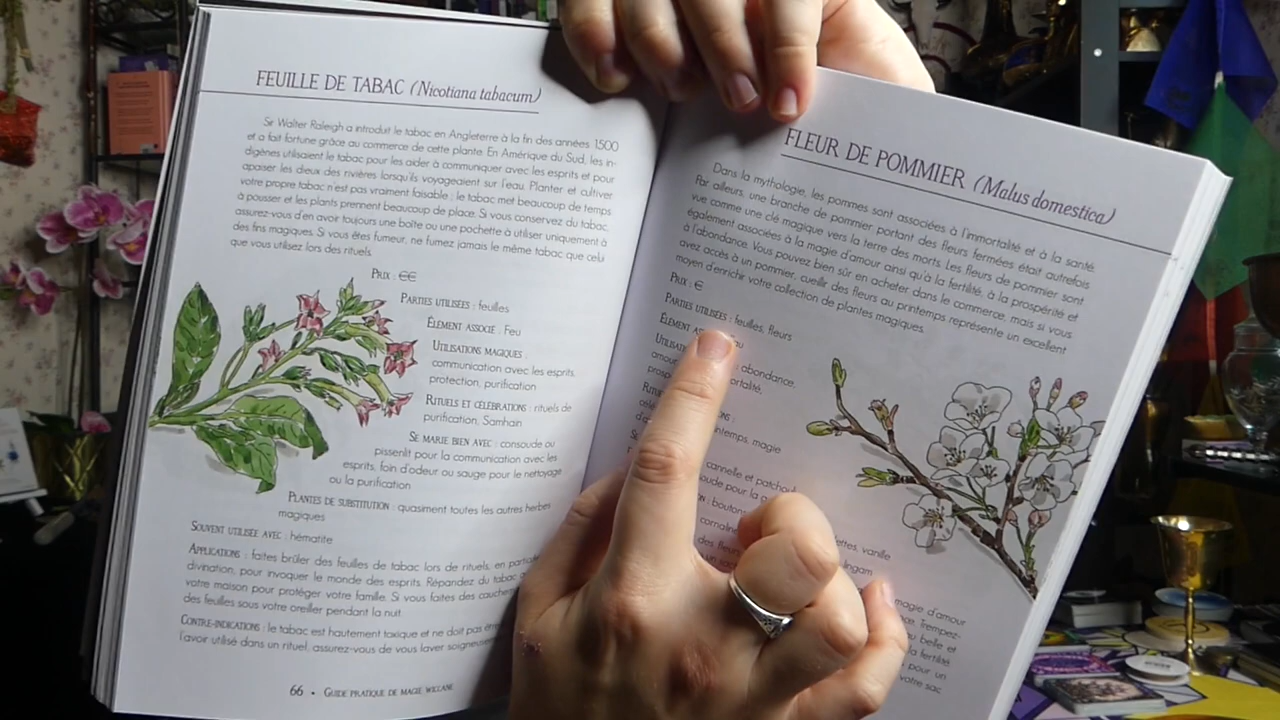 FEUILLE DE TABAC (Nicotiana tabacum)
Sir Walter Raleigh a introduit le tabac en Angleterre à la fin des années 1500
et a fait fortune grâce au commerce de cette plante. En Amérique du Sud, les in-
digènes utilisaient le tabac pour les aider à communiquer avec les esprits et pour
apaiser les dieux des rivières lorsqu'ils voyageaient sur l'eau. Planter et cultiver
votre propre tabac n'est pas vraiment faisable : le tabac met beaucoup de temps
à pousser et les plants prennent beaucoup de place. Si vous conservez du tabac,
assurez-vous d'en avoir toujours une boîte ou une pochette à utiliser uniquement à
des fins magiques. Si vous êtes fumeur, ne fumez jamais le même tabac que celui
que vous utilisez lors des rituels.
PRIX : €€
PARTIES UTILISÉES : feuilles
ÉLÉMENT ASSOCIÉ : Feu
UTILISATIONS MAGIQUES :
communication avec les esprits,
protection, purification
RITUELS ET CÉLÉBRATIONS : rituels de
purification, Samhain
SE MARIE BIEN AVEC : consoude ou
pissenlit pour la communication avec les
esprits, foin d'odeur ou sauge pour le nettoyage
ou la purification
PLANTES DE SUBSTITUTION : quasiment toutes les autres herbes
magiques
SOUVENT UTILISÉE AVEC : hématite
APPLICATIONS : faites brûler des feuilles de tabac lors de rituels, en
divination, pour invoquer le monde des esprits. Répandez du tabac
votre maison pour protéger votre famille. Si vous faites des
des feuilles sous votre oreiller pendant la nuit.
CONTRE-INDICATIONS : le tabac est hautement toxique et ne doit pas
l'avoir utilisé dans un rituel, assurez-vous de vous laver
66 • GUIDE PRATIQUE DE MAGIE WICCANE
FLEUR DE POMMIER (Malus domestica)
Dans la mythologie, les pommes sont associées à l'immortalité et à la santé.
Par ailleurs, une branche de pommier portant des fleurs fermées était autrefois
vue comme une clé magique vers la terre des morts. Les fleurs de pommier sont
également associées à la magie d'amour ainsi qu'à la fertilité, à la prospérité et
à l'abondance. Vous pouvez bien sûr en acheter dans le commerce, mais si vous
avez accès à un pommier, cueillir des fleurs au printemps représente un excellent
moyen d'enrichir votre collection de plantes magiques.
PRIX : €
PARTIES UTILISÉES : feuilles, fleurs
ÉLÉMENT
: abondance,
magie
cannelle et
pour la
: boutons
vanille
des fleurs
lingam
magie d'amour
Trempez-
belle et
la fertilité
pour un
votre sac